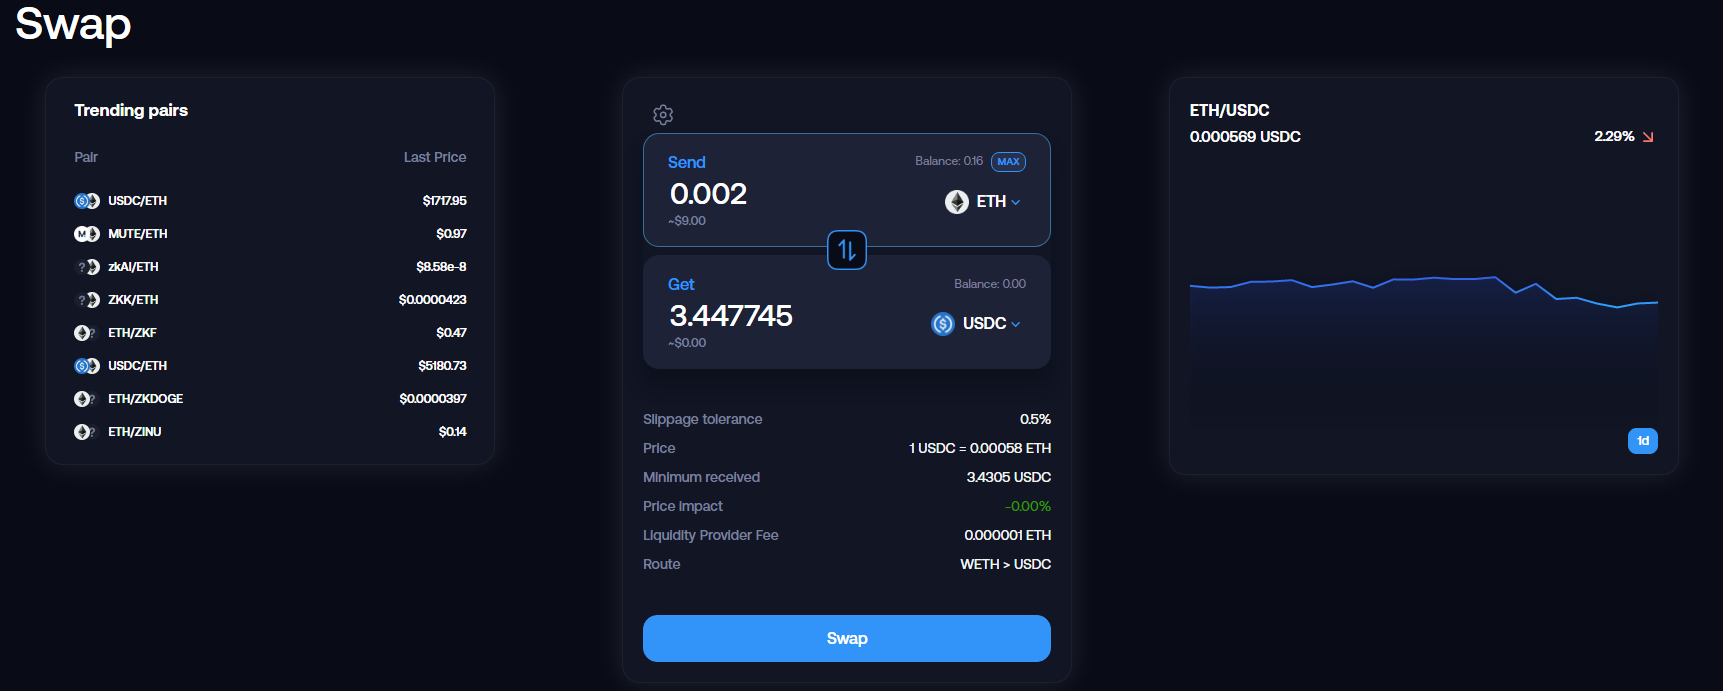 Swap
Trending pairs
Pair Last Price
USDC/ETH $1717.95
MUTE/ETH $0.97
zkAI/ETH $8.58e-8
ZKK/ETH $0.0000423
ETH/ZKF $0.47
USDC/ETH $5180.73
ETH/ZKDOGE $0.0000397
ETH/ZINU $0.14
Send Balance: 0.16 MAX
0.002 ETH
~$9.00
Get Balance: 0.00
3.447745 USDC
~$0.00
Slippage tolerance 0.5%
Price 1 USDC = 0.00058 ETH
Minimum received 3.4305 USDC
Price impact -0.00%
Liquidity Provider Fee 0.000001 ETH
Route WETH > USDC
Swap
ETH/USDC
0.000569 USDC 2.29%
1d